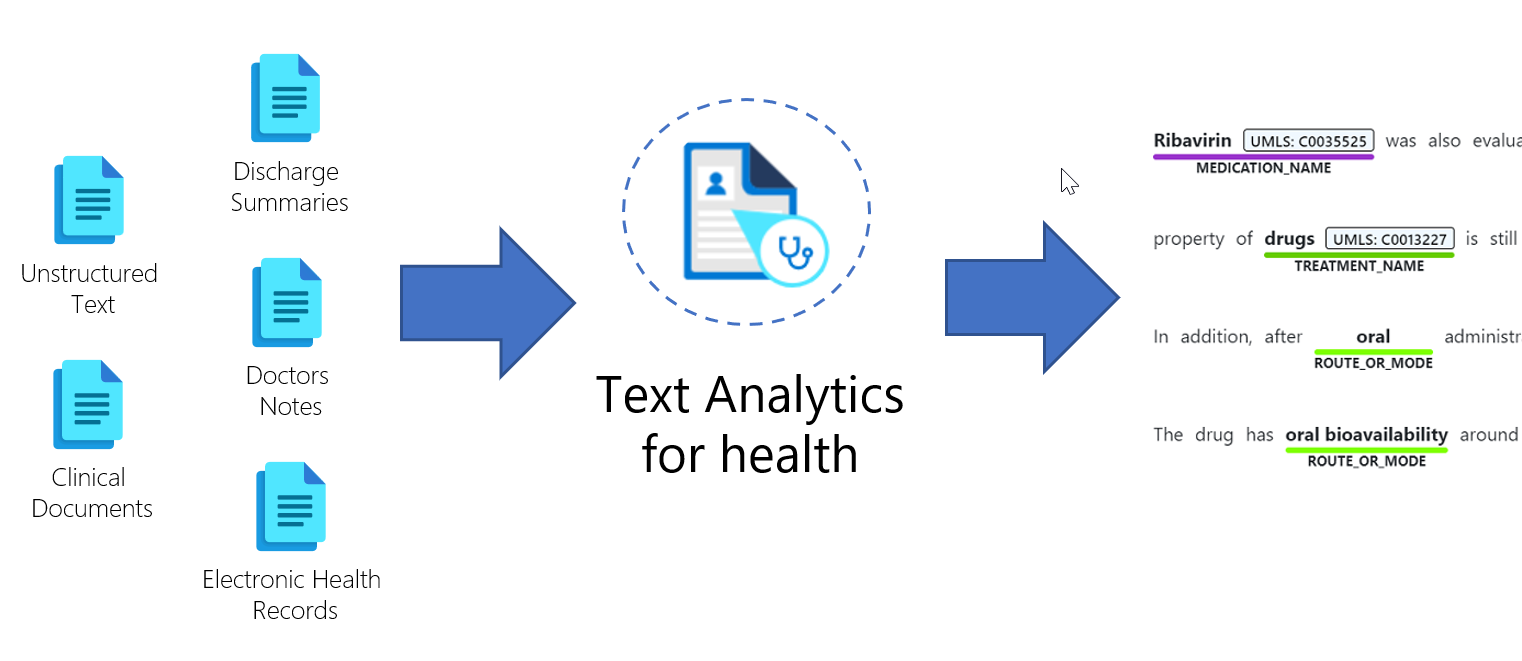 Discharge
Summaries
Unstructured
Text
Doctors
Notes
Clinical
Documents
Electronic Health
Records
Text Analytics
for health
Ribavirin UMLS: C0035525 was also
MEDICATION_NAME
property of drugs UMLS: C0013227 is still
TREATMENT_NAME
In addition, after oral
ROUTE_OR_MODE
The drug has oral bioavailability around
ROUTE_OR_MODE